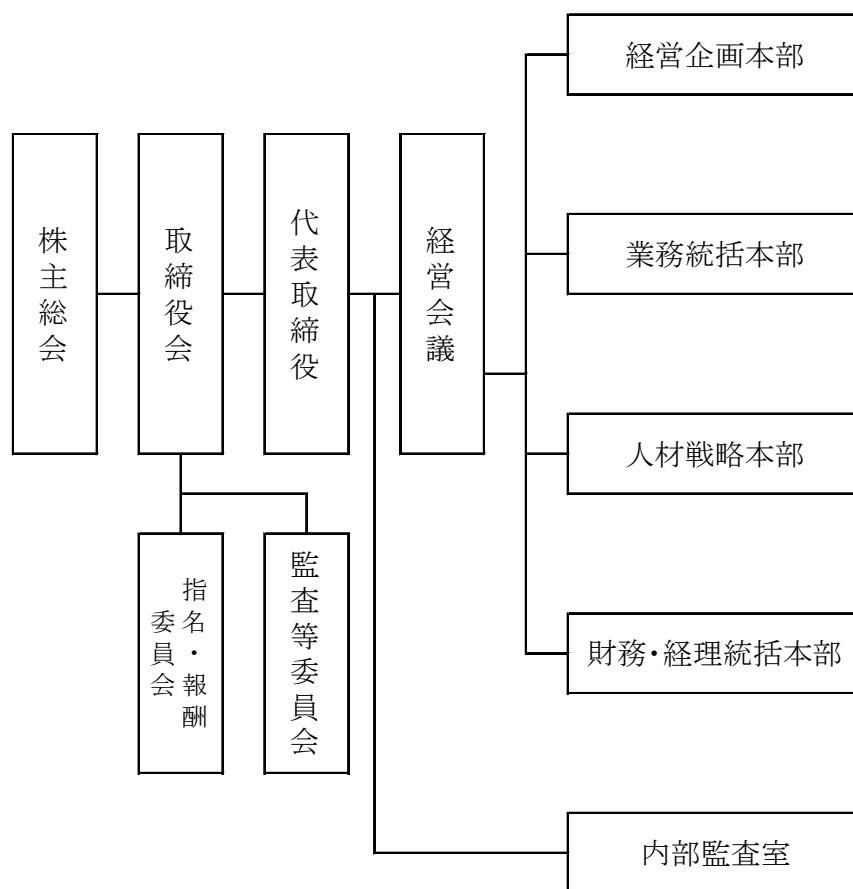 株主総会
取締役会
代表取締役
経営会議
指名・報酬
委員会
監査等委員会
経営企画本部
業務統括本部
人材戦略本部
財務・経理統括本部
内部監査室